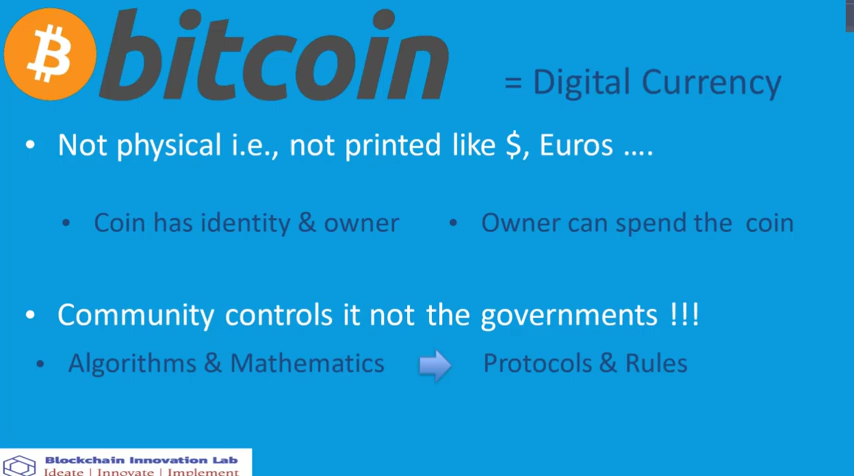 bitcoin = Digital Currency
• Not physical i.e., not printed like $, Euros ….
• Coin has identity & owner • Owner can spend the coin
• Community controls it not the governments !!!
• Algorithms & Mathematics Protocols & Rules
Blockchain Innovation Lab
Ideate | Innovate | Implement